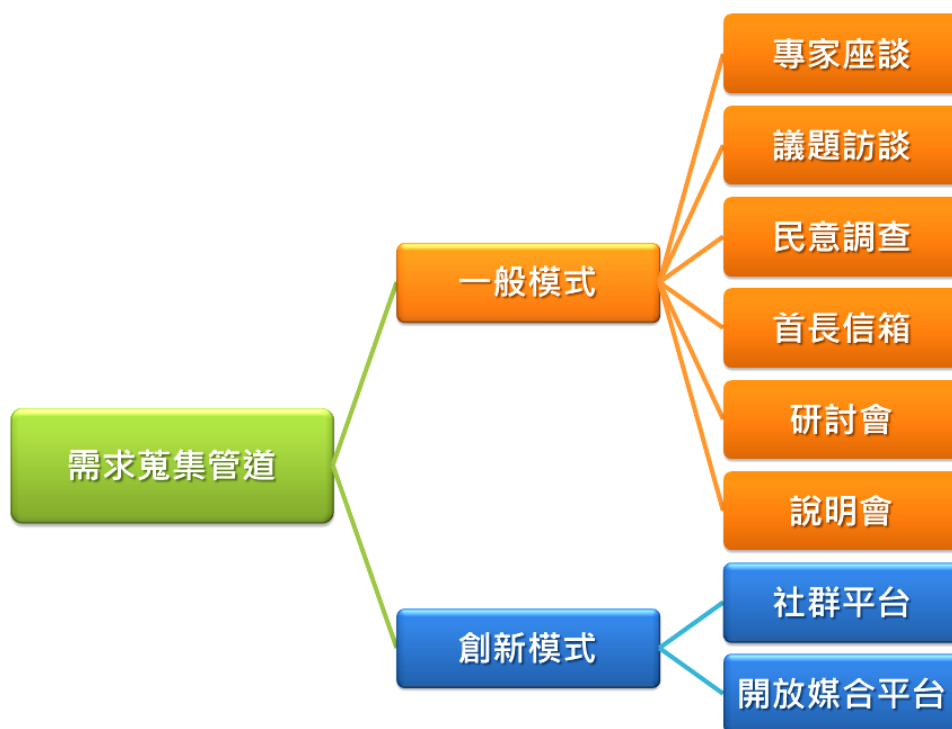 需求蒐集管道
一般模式
專家座談
議題訪談
民意調查
首長信箱
研討會
說明會
創新模式
社群平台
開放媒合平台